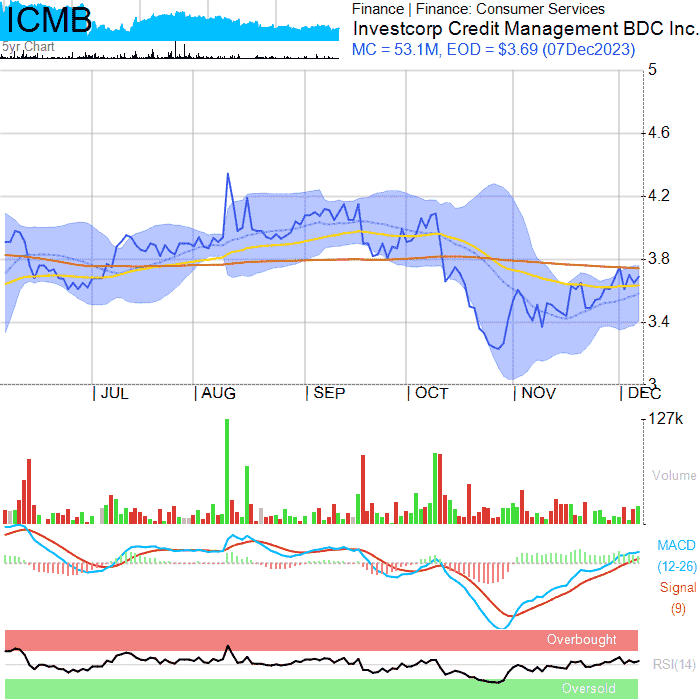 ICMB
5yr Chart
Finance | Finance: Consumer Services
Investcorp Credit Management BDC Inc.
MC = 53.1M, EOD = $3.69 (07Dec2023)
5
4.6
4.2
3.8
3.4
3
| JUL | AUG | SEP | OCT | NOV | DEC
127k
Volume
MACD
(12-26)
Signal
(9)
Overbought
RSI(14)
Oversold